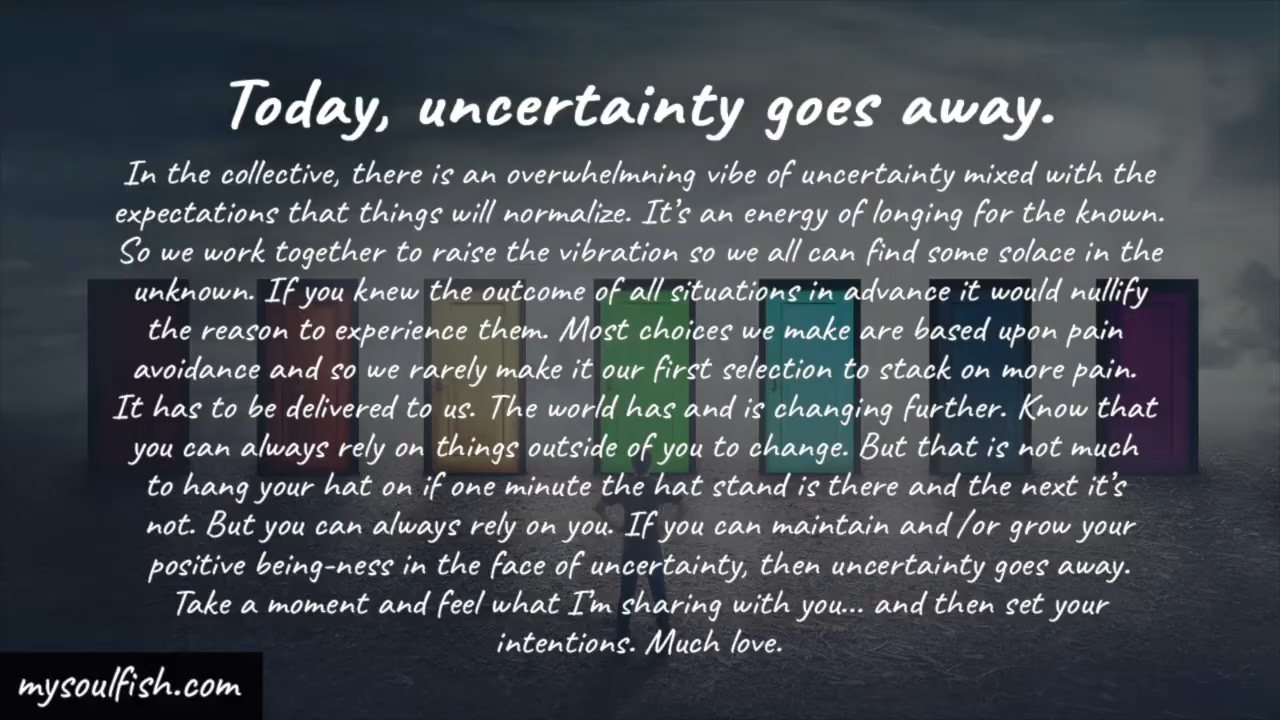 Today, uncertainty goes away.
In the collective, there is an overwhelmning vibe of uncertainty mixed with the
expectations that things will normalize. It's an energy of longing for the known.
So we work together to raise the vibration so we all can find some solace in the
unknown. If you knew the outcome of all situations in advance it would nullify
the reason to experience them. Most choices we make are based upon pain
avoidance and so we rarely make it our first selection to stack on more pain.
It has to be delivered to us. The world has and is changing further. Know that
you can always rely on things outside of you to change. But that is not much
to hang your hat on if one minute the hat stand is there and the next it's
not. But you can always rely on you. If you can maintain and/or grow your
positive being-ness in the face of uncertainty, then uncertainty goes away.
Take a moment and feel what I'm sharing with you... and then set your
intentions. Much love.
mysoulfish.com